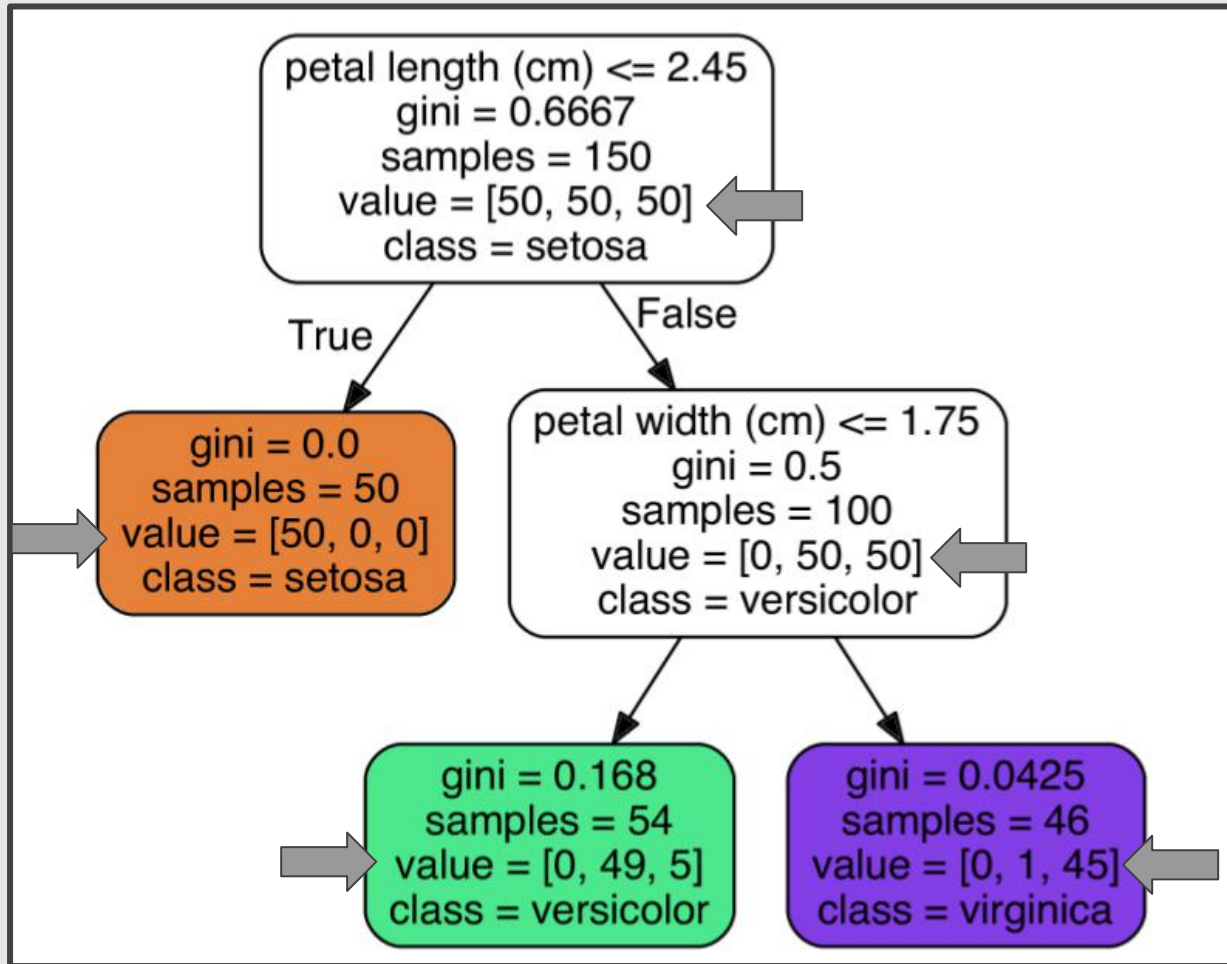 petal length (cm) <= 2.45
gini = 0.6667
samples = 150
value = [50, 50, 50]
class = setosa
True
False
gini = 0.0
samples = 50
value = [50, 0, 0]
class = setosa
petal width (cm) <= 1.75
gini = 0.5
samples = 100
value = [0, 50, 50]
class = versicolor
gini = 0.168
samples = 54
value = [0, 49, 5]
class = versicolor
gini = 0.0425
samples = 46
value = [0, 1, 45]
class = virginica